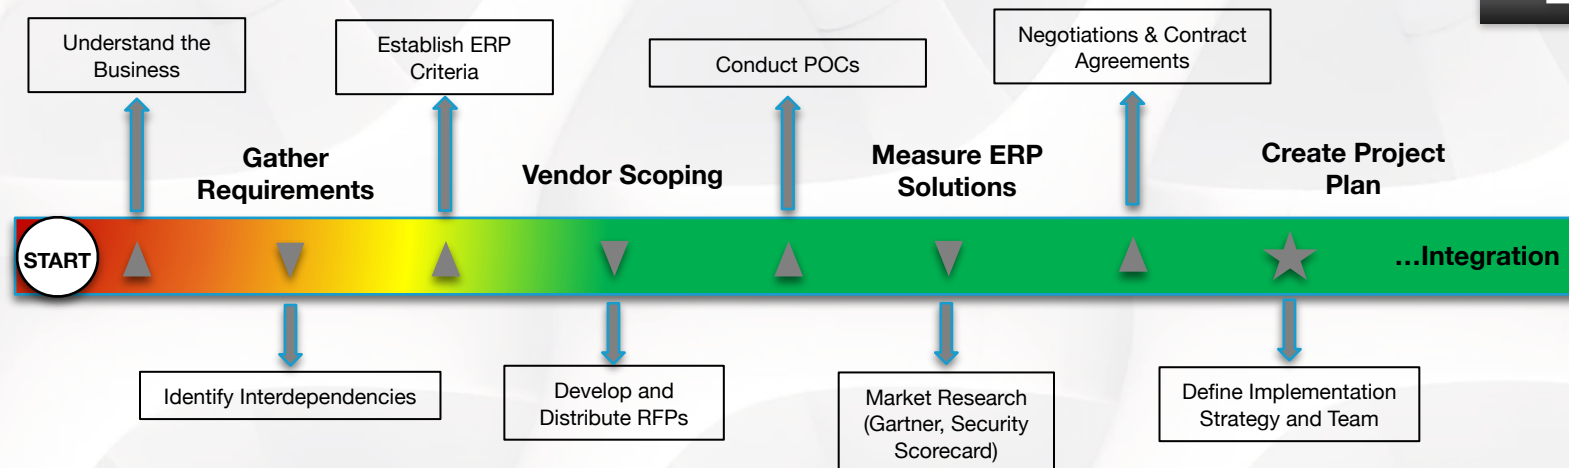 Understand the
Business
Establish ERP
Criteria
Conduct POCs
Negotiations & Contract
Agreements
Gather
Requirements
Vendor Scoping
Measure ERP
Solutions
Create Project
Plan
START
...Integration
Identify Interdependencies
Develop and
Distribute RFPs
Market Research
(Gartner, Security
Scorecard)
Define Implementation
Strategy and Team